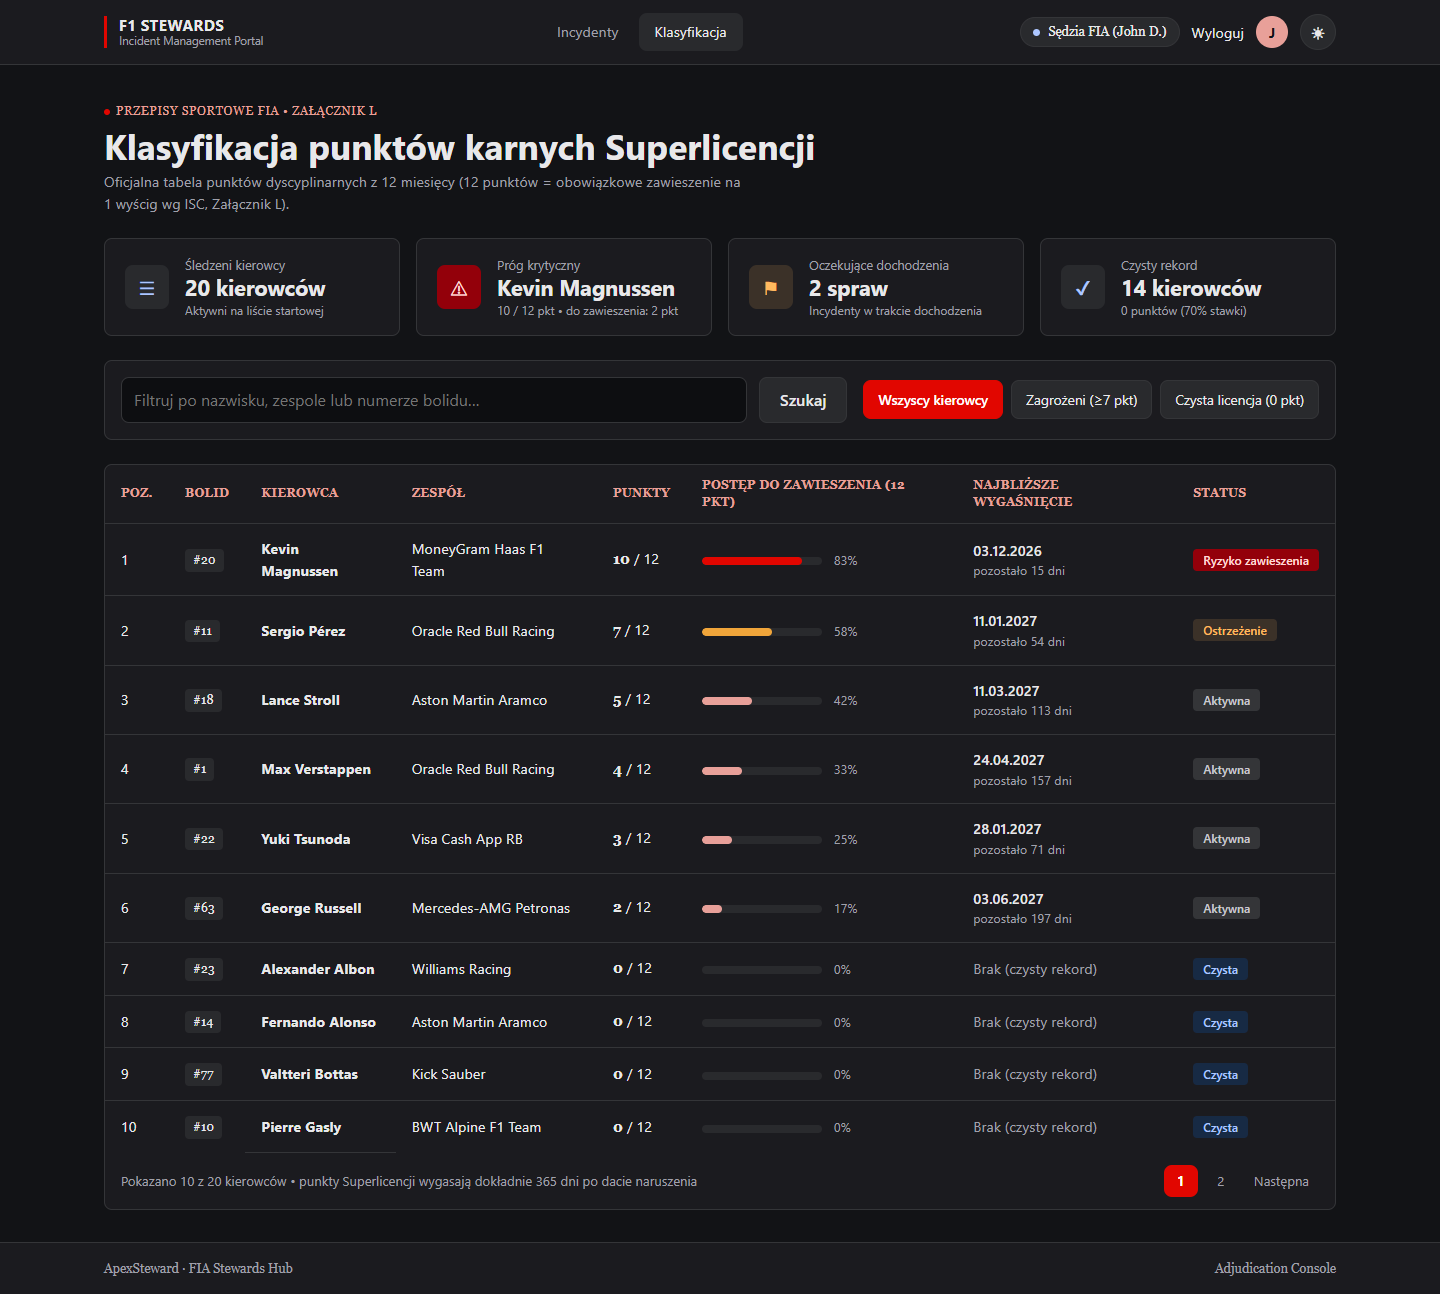 F1 STEWARDS
Incident Management Portal
Incydenty
Klasyfikacja
Sędzia FIA (John D.)
Wyloguj
J
PRZEPISY SPORTOWE FIA • ZAŁĄCZNIK L
Klasyfikacja punktów karnych Superlicencji
Oficjalna tabela punktów dyscyplinarnych z 12 miesięcy (12 punktów = obowiązkowe zawieszenie na
1 wyścig wg ISC, Załącznik L).
Śledzeni kierowcy
20 kierowców
Aktywni na liście startowej
Próg krytyczny
Kevin Magnussen
10 / 12 pkt • do zawieszenia: 2 pkt
Oczekujące dochodzenia
2 spraw
Incydenty w trakcie dochodzenia
Czysty rekord
14 kierowców
0 punktów (70% stawki)
Filtruj po nazwisku, zespole lub numerze bolidu...
Szukaj
Wszyscy kierowcy
Zagrożeni (≥7 pkt)
Czysta licencja (0 pkt)
POZ. BOLID KIEROWCA ZESPÓŁ PUNKTY POSTĘP DO ZAWIESZENIA (12 PKT) NAJBLIŻSZE WYGAŚNIĘCIE STATUS
1 #20 Kevin Magnussen MoneyGram Haas F1 Team 10 / 12 83% 03.12.2026 pozostało 15 dni Ryzyko zawieszenia
2 #11 Sergio Pérez Oracle Red Bull Racing 7 / 12 58% 11.01.2027 pozostało 54 dni Ostrzeżenie
3 #18 Lance Stroll Aston Martin Aramco 5 / 12 42% 11.03.2027 pozostało 113 dni Aktywna
4 #1 Max Verstappen Oracle Red Bull Racing 4 / 12 33% 24.04.2027 pozostało 157 dni Aktywna
5 #22 Yuki Tsunoda Visa Cash App RB 3 / 12 25% 28.01.2027 pozostało 71 dni Aktywna
6 #63 George Russell Mercedes-AMG Petronas 2 / 12 17% 03.06.2027 pozostało 197 dni Aktywna
7 #23 Alexander Albon Williams Racing 0 / 12 0% Brak (czysty rekord) Czysta
8 #14 Fernando Alonso Aston Martin Aramco 0 / 12 0% Brak (czysty rekord) Czysta
9 #77 Valtteri Bottas Kick Sauber 0 / 12 0% Brak (czysty rekord) Czysta
10 #10 Pierre Gasly BWT Alpine F1 Team 0 / 12 0% Brak (czysty rekord) Czysta
Pokazano 10 z 20 kierowców • punkty Superlicencji wygasają dokładnie 365 dni po dacie naruszenia
1 2 Następna
ApexSteward · FIA Stewards Hub
Adjudication Console